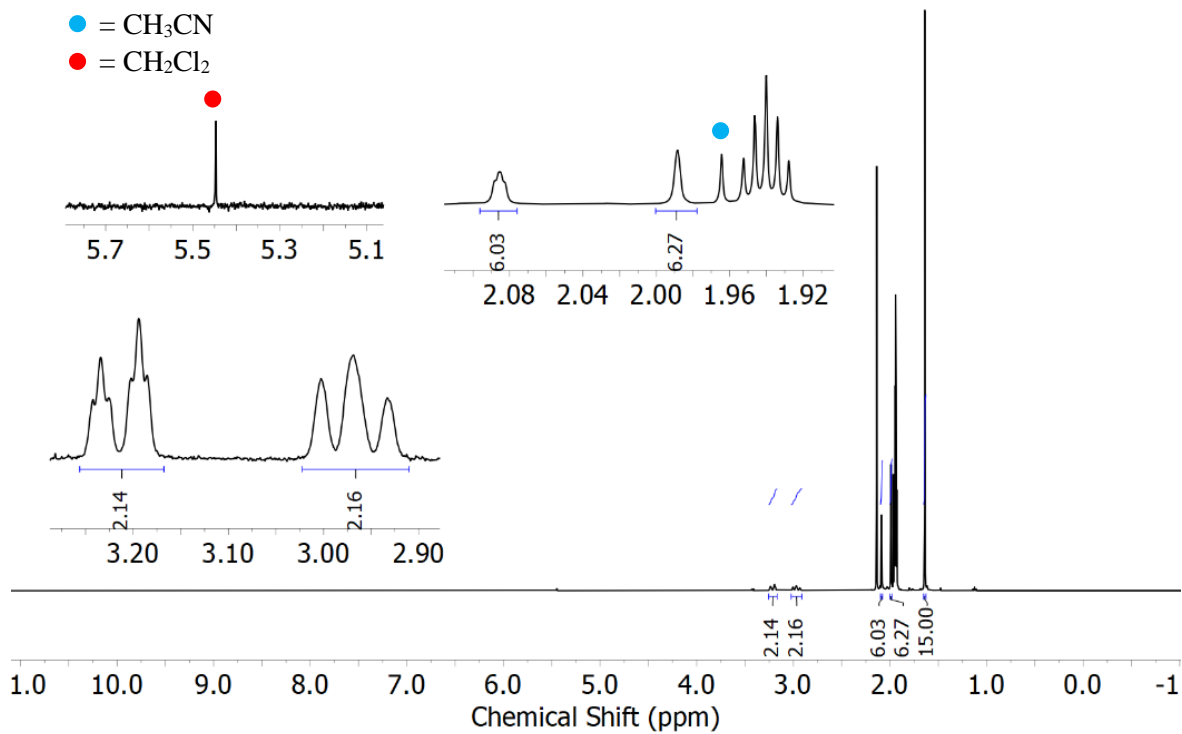 = CH₃CN
= CH₂Cl₂
5.7 5.5 5.3 5.1
6.03 6.27
2.08 2.04 2.00 1.96 1.92
2.14 2.16
3.20 3.10 3.00 2.90
2.14 2.16 6.03 6.27 15.00
1.0 10.0 9.0 8.0 7.0 6.0 5.0 4.0 3.0 2.0 1.0 0.0 -1
Chemical Shift (ppm)